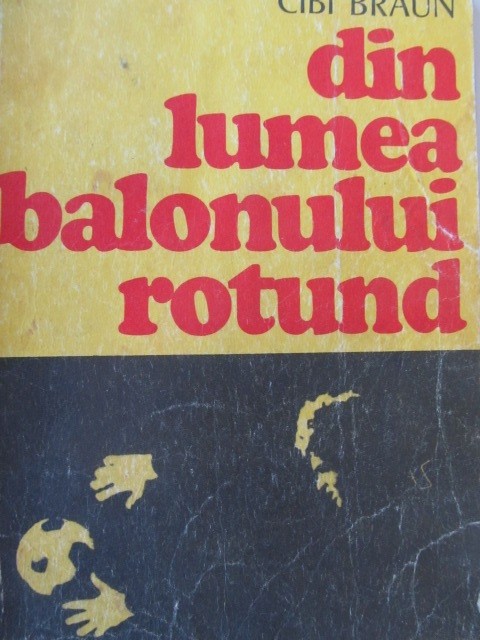 CIBI BRAUN
din
lumea
balonului
rotund